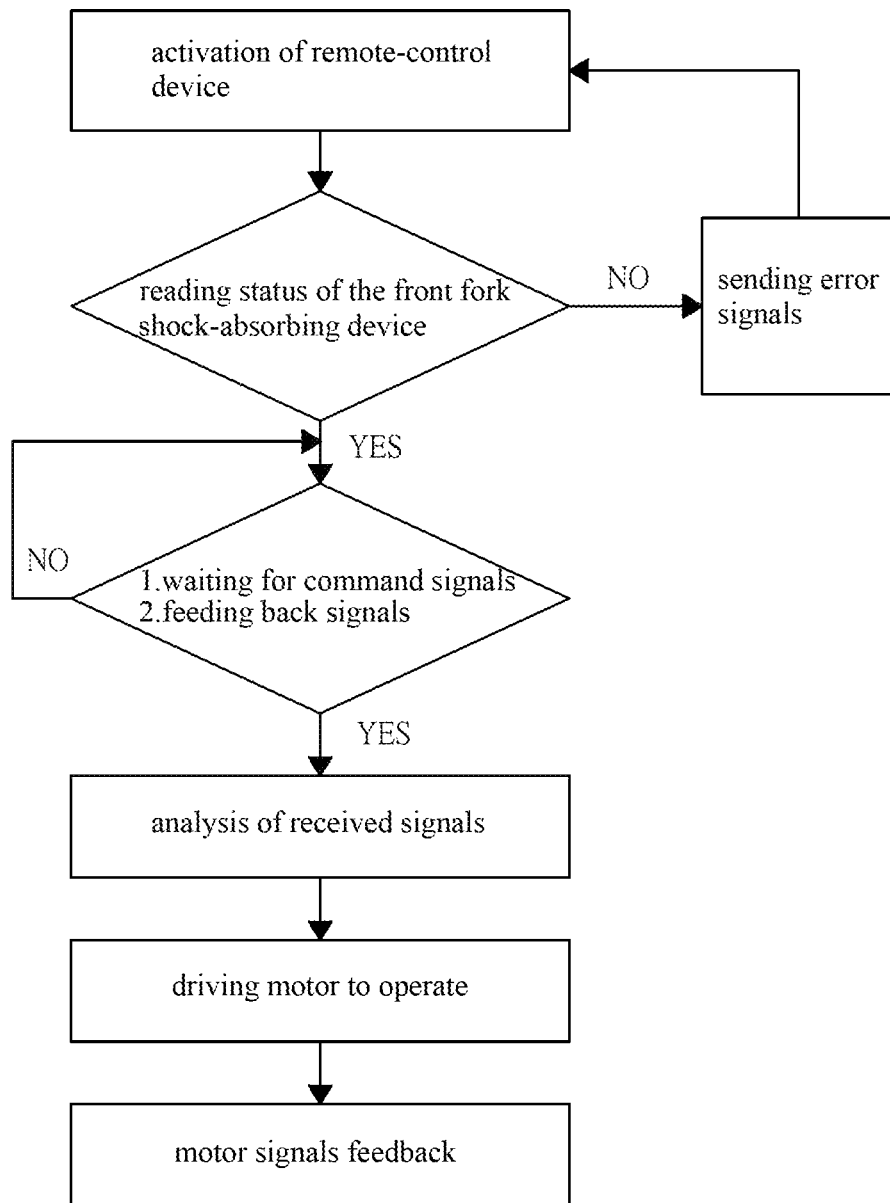 activation of remote-control
device
reading status of the front fork
shock-absorbing device
NO
sending error
signals
YES
NO
1.waiting for command signals
2.feeding back signals
YES
analysis of received signals
driving motor to operate
motor signals feedback